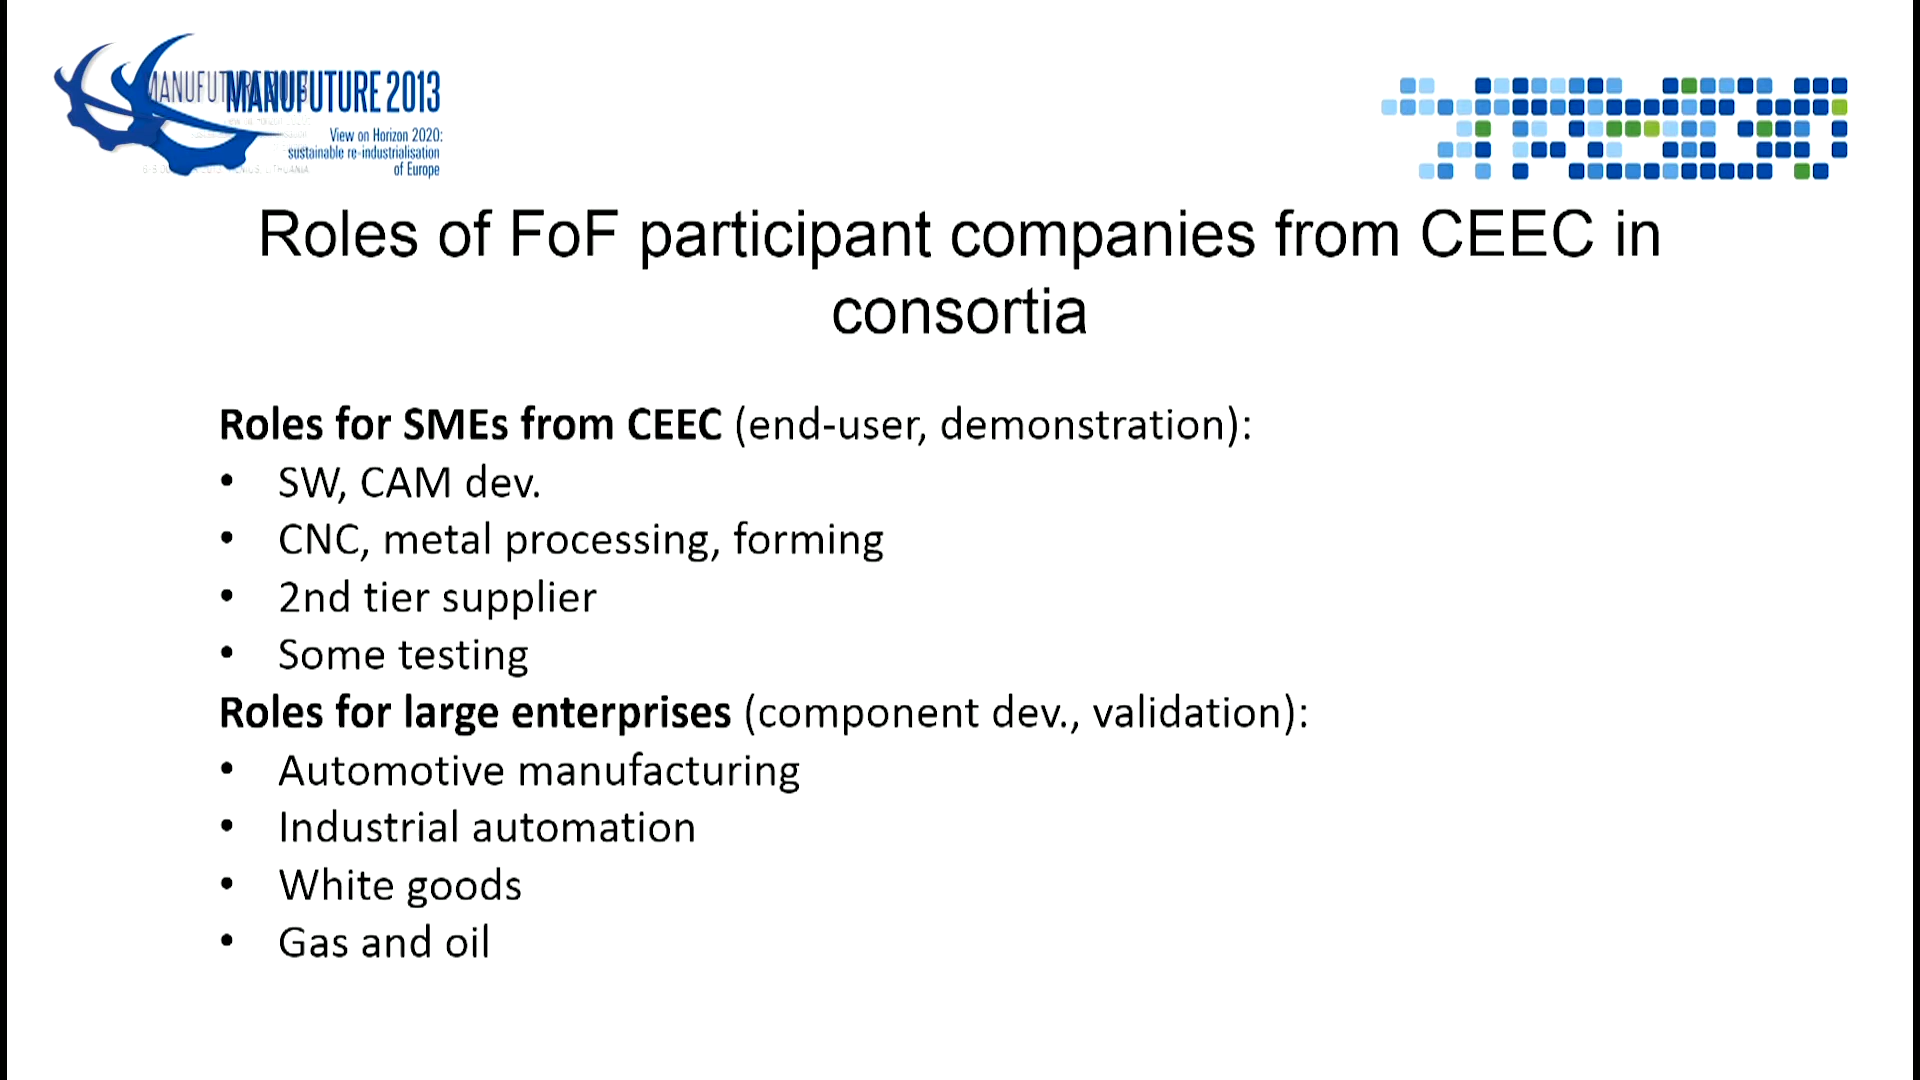 MANUFUTURE 2013
View on Horizon 2020:
sustainable re-industrialisation
of Europe
Roles of FoF participant companies from CEEC in
consortia
Roles for SMEs from CEEC (end-user, demonstration):
• SW, CAM dev.
• CNC, metal processing, forming
• 2nd tier supplier
• Some testing
Roles for large enterprises (component dev., validation):
• Automotive manufacturing
• Industrial automation
• White goods
• Gas and oil